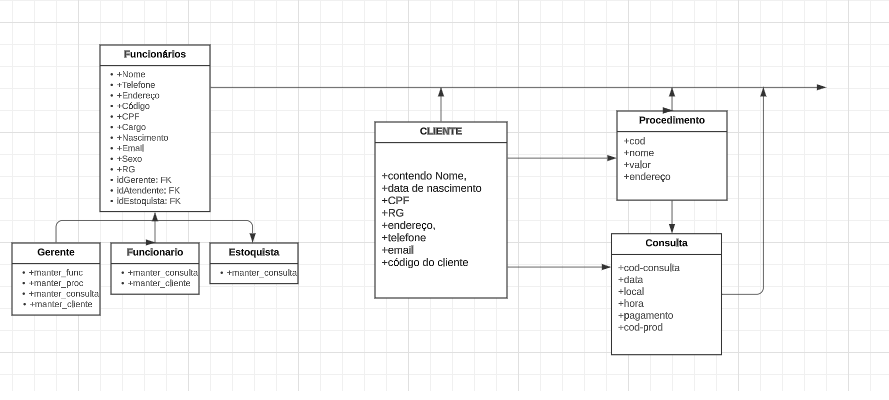 Funcionários
+Nome
+Telefone
+Endereço
+Código
+CPF
+Cargo
+Nascimento
+Email
+Sexo
+RG
idGerente: FK
idAtendente: FK
idEstoquista: FK
Gerente
+manter_func
+manter_proc
+manter_consulta
+manter_cliente
Funcionario
+manter_consulta
+manter_cliente
Estoquista
+manter_consulta
CLIENTE
+contendo Nome,
+data de nascimento
+CPF
+RG
+endereço,
+telefone
+email
+código do cliente
Procedimento
+cod
+nome
+valor
+endereço
Consulta
+cod-consulta
+data
+local
+hora
+pagamento
+cod-prod